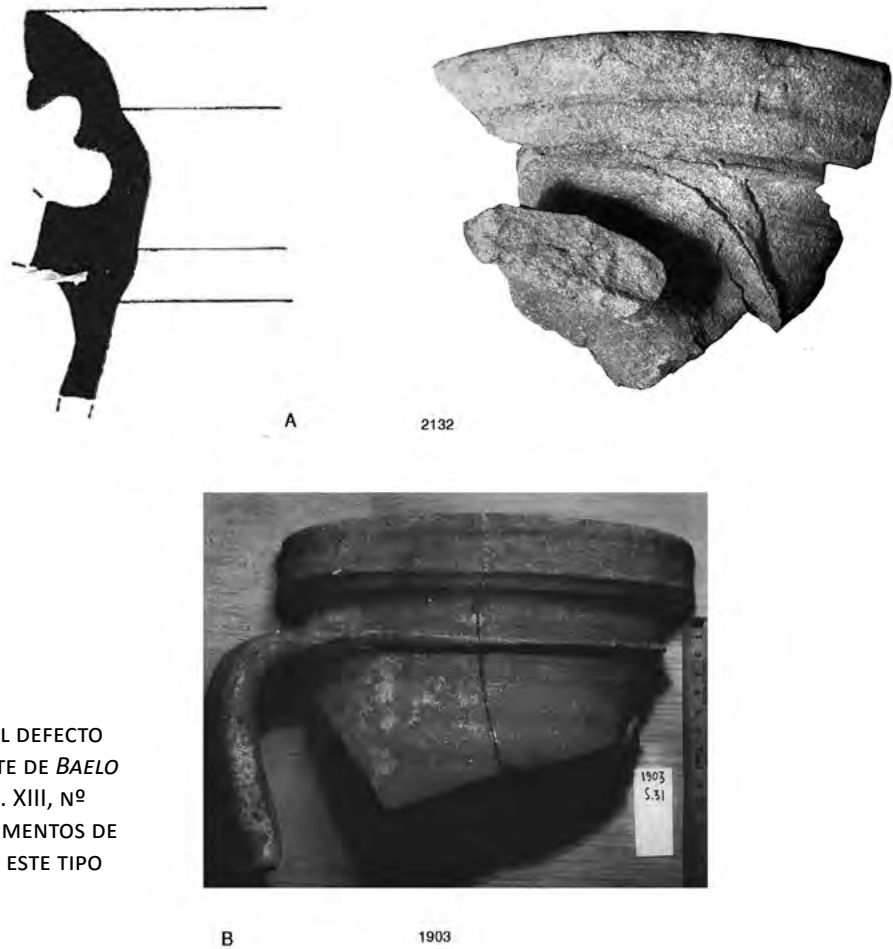 A
2132
L DEFECTO
TE DE BAELO
. XIII, Nº
MENTOS DE
ESTE TIPO
1903
S.31
B
1903